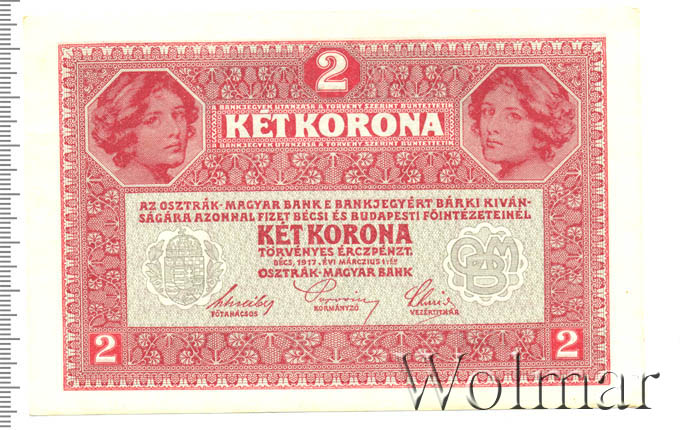 2
A BANKJEGYEK UTÁNZÁSA A TÖRVÉNY SZERINT BÜNTETTETIK
KÉT KORONA
A BANKJEGYEK UTÁNZÁSA A TÖRVÉNY SZERINT BÜNTETTETIK
AZ OSZTRÁK-MAGYAR BANK E BANKJEGYÉRT BÁRKI KIVÁN-
SÁGÁRA AZONNAL FIZET BÉCSI ÉS BUDAPESTI FŐINTÉZETEINÉL
KÉT KORONA
TÖRVÉNYES ÉRCZPÉNZT.
BÉCS, 1917. ÉVI MÁRCZIUS 1-ÉN
OSZTRÁK-MAGYAR BANK
FŐTANÁCSOS KORMÁNYZÓ VEZÉRTITKÁR
2 2
Wolmar